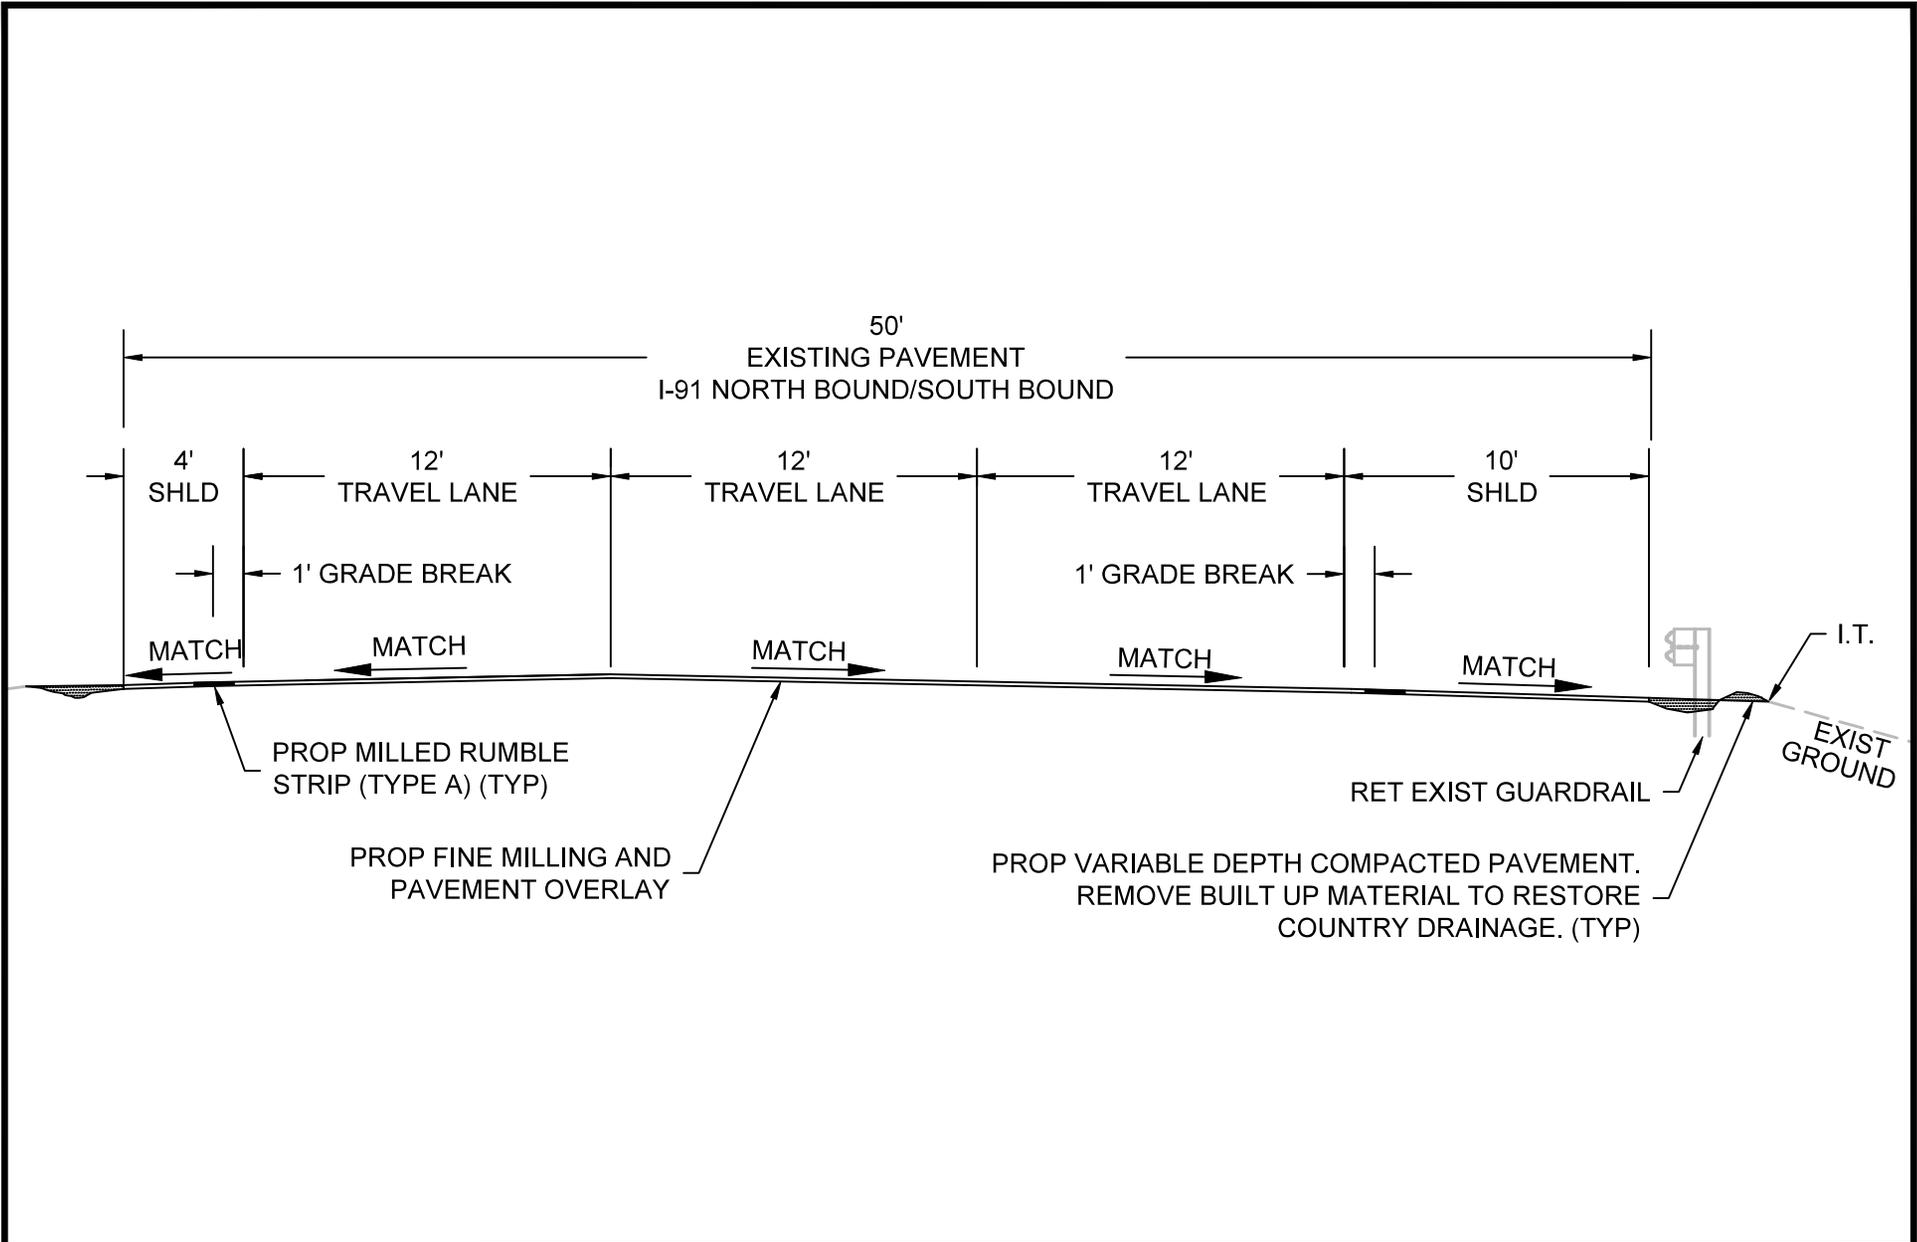 50'
EXISTING PAVEMENT
I-91 NORTH BOUND/SOUTH BOUND
4'
SHLD
12'
TRAVEL LANE
12'
TRAVEL LANE
12'
TRAVEL LANE
10'
SHLD
1' GRADE BREAK
1' GRADE BREAK
MATCH
MATCH
MATCH
MATCH
MATCH
I.T.
EXIST
GROUND
PROP MILLED RUMBLE
STRIP (TYPE A) (TYP)
RET EXIST GUARDRAIL
PROP FINE MILLING AND
PAVEMENT OVERLAY
PROP VARIABLE DEPTH COMPACTED PAVEMENT.
REMOVE BUILT UP MATERIAL TO RESTORE
COUNTRY DRAINAGE. (TYP)